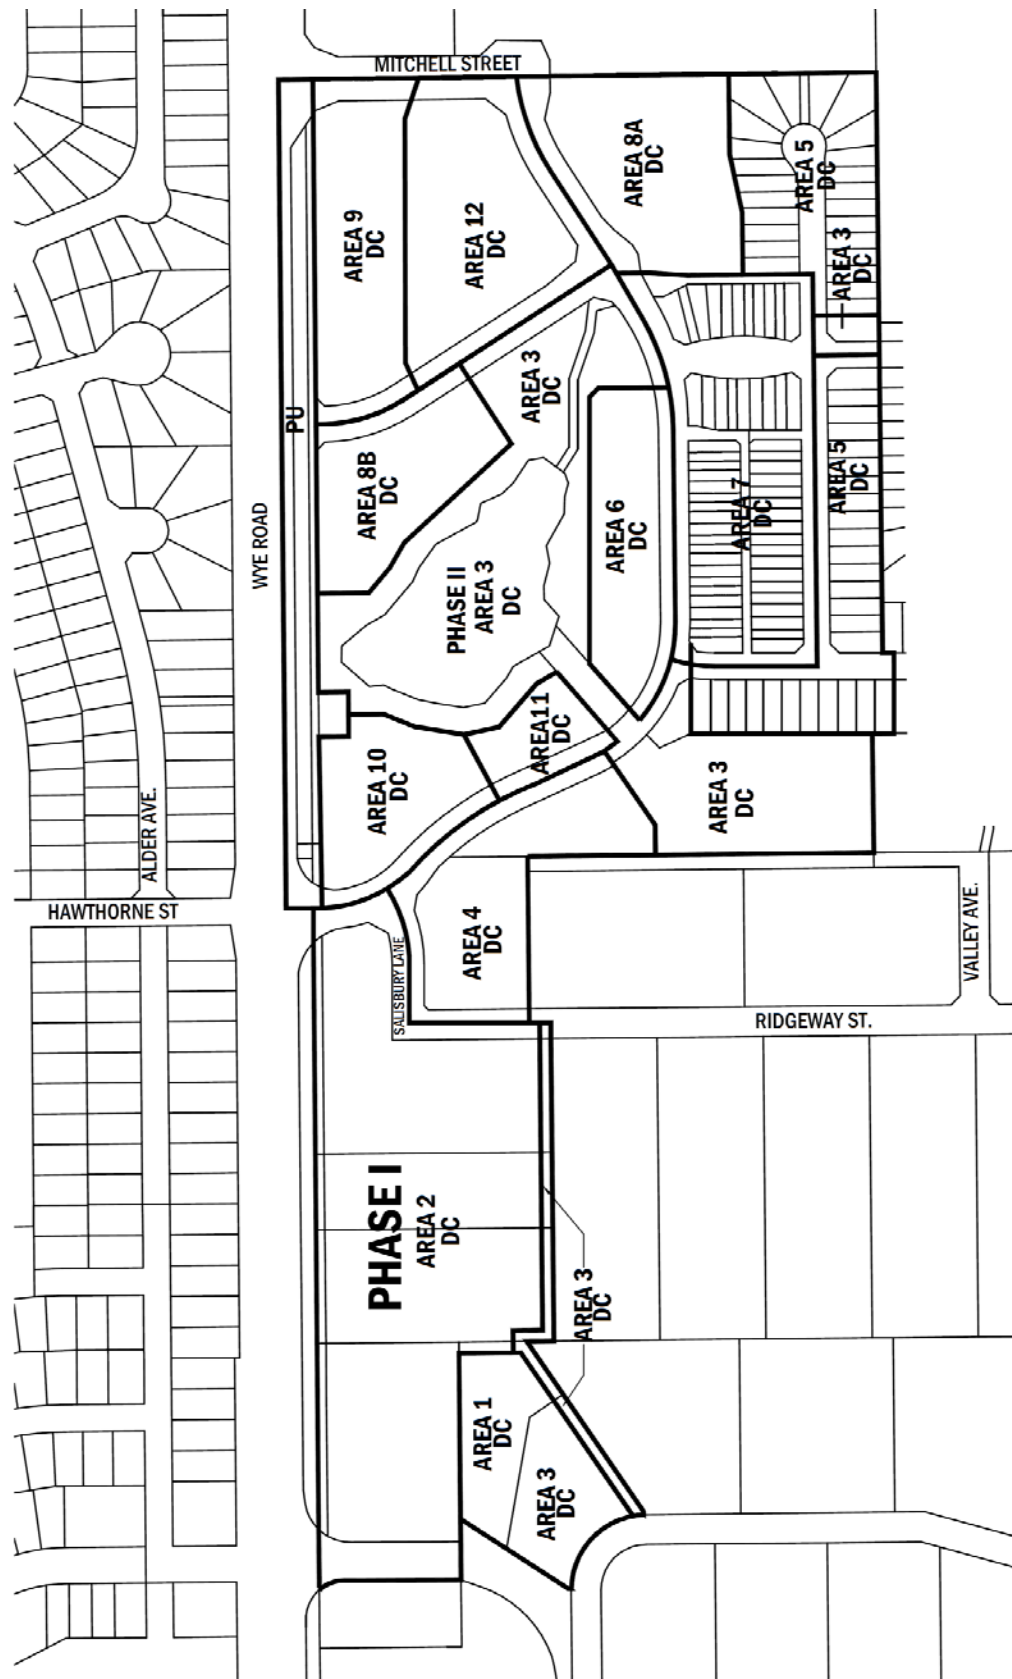 MITCHELL STREET
AREA 8A
DC
AREA 5
DC
AREA 9
DC
AREA 12
DC
AREA 3
DC
AREA 3
DC
PU
AREA 8B
DC
AREA 5
DC
AREA 7
DC
AREA 6
DC
WYE ROAD
PHASE II
AREA 3
DC
AREA11
DC
AREA 10
DC
AREA 3
DC
ALDER AVE.
HAWTHORNE ST
AREA 4
DC
VALLEY AVE.
SALISBURY LANE
RIDGEWAY ST.
PHASE I
AREA 2
DC
AREA 3
DC
AREA 1
DC
AREA 3
DC